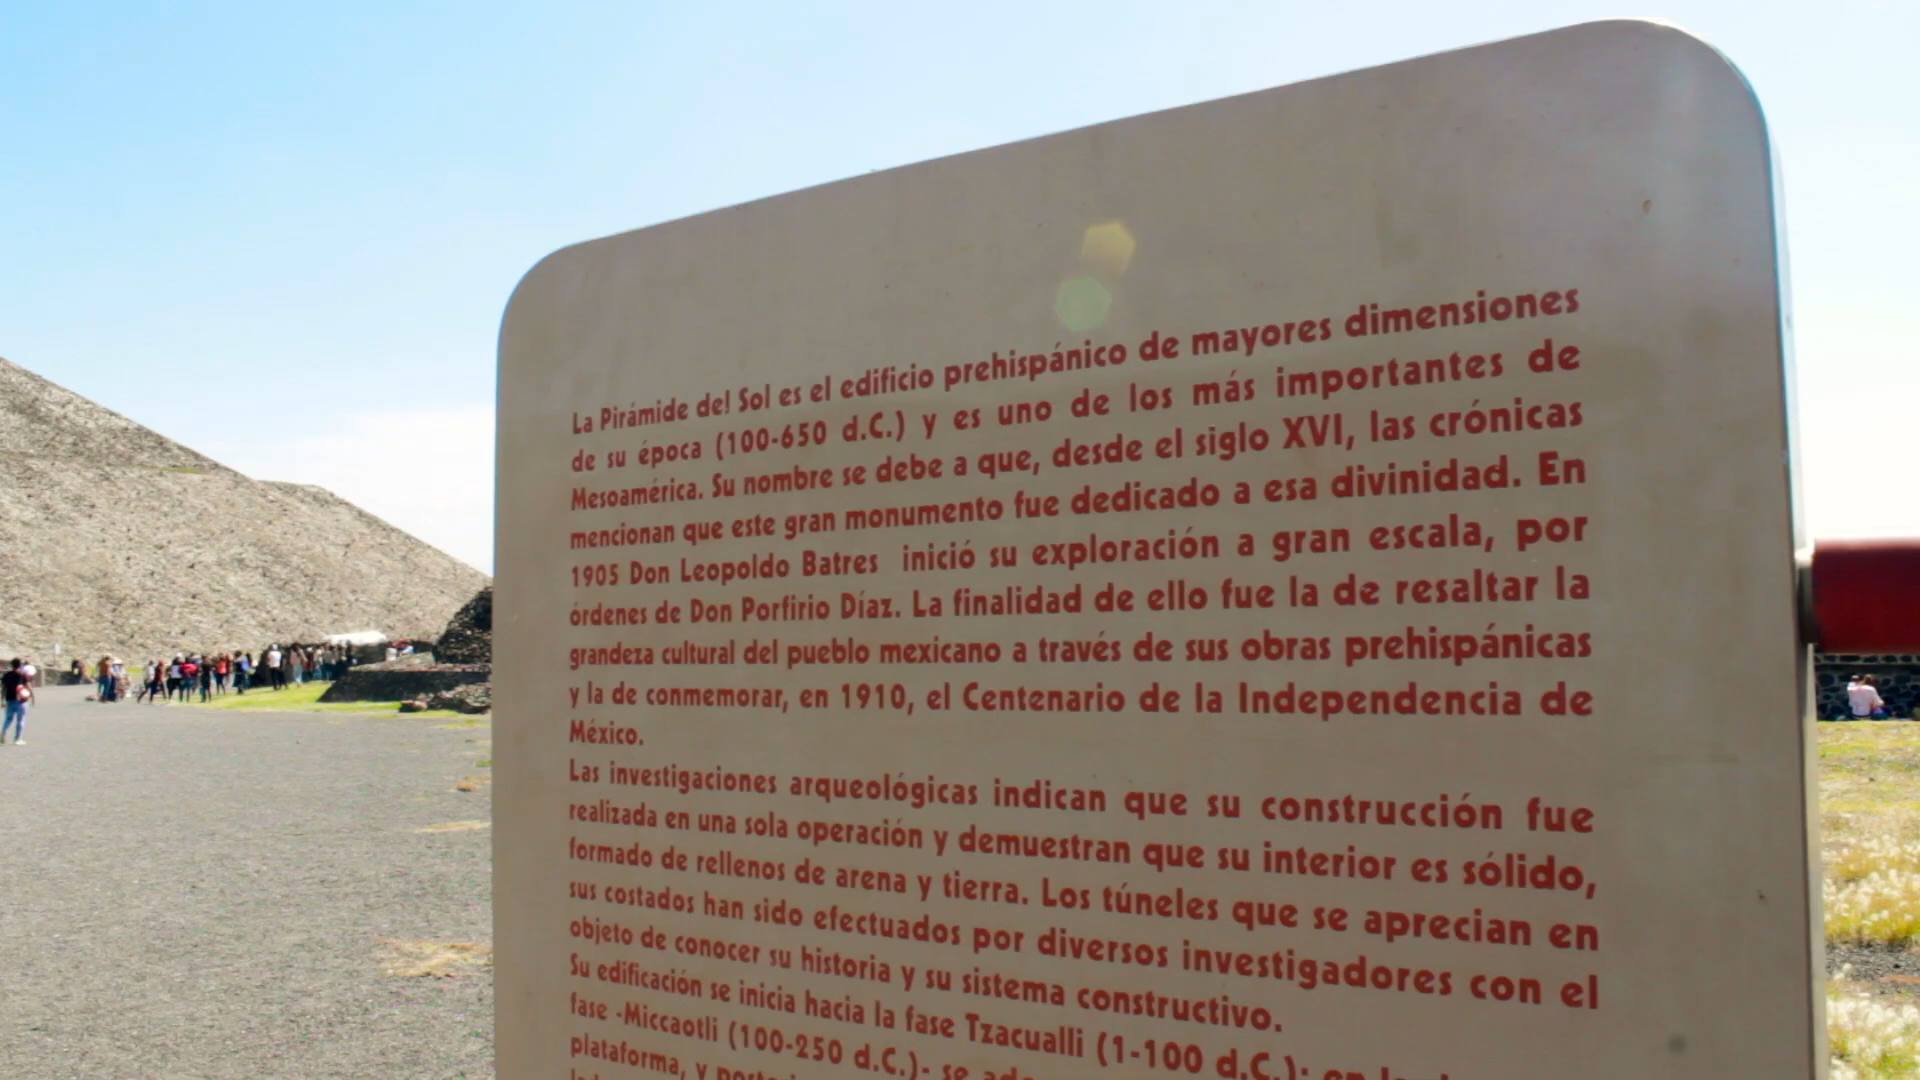 La Pirámide del Sol es el edificio prehispánico de mayores dimensiones
de su época (100-650 d.C.) y es uno de los más importantes de
Mesoamérica. Su nombre se debe a que, desde el siglo XVI, las crónicas
mencionan que este gran monumento fue dedicado a esa divinidad. En
1905 Don Leopoldo Batres inició su exploración a gran escala, por
órdenes de Don Porfirio Díaz. La finalidad de ello fue la de resaltar la
grandeza cultural del pueblo mexicano a través de sus obras prehispánicas
y la de conmemorar, en 1910, el Centenario de la Independencia de
México.
Las investigaciones arqueológicas indican que su construcción fue
realizada en una sola operación y demuestran que su interior es sólido,
formado de rellenos de arena y tierra. Los túneles que se aprecian en
sus costados han sido efectuados por diversos investigadores con el
objeto de conocer su historia y su sistema constructivo.
Su edificación se inicia hacia la fase Tzacualli (1-100 d.C.); en
fase -Miccaotli (100-250 d.C.)- se
plataforma, y